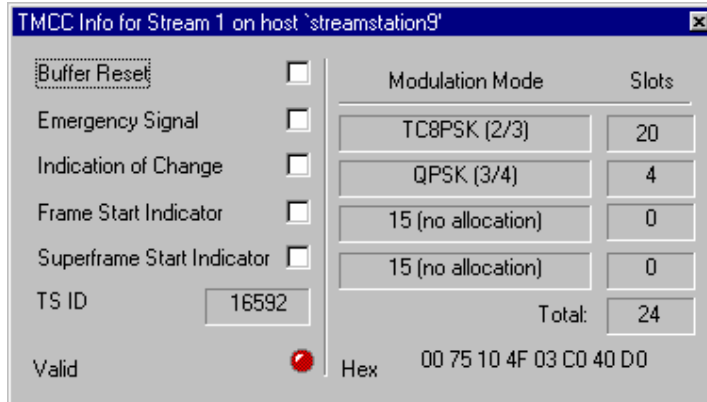 TMCC Info for Stream 1 on host `streamstation9'
Buffer Reset
Emergency Signal
Indication of Change
Frame Start Indicator
Superframe Start Indicator
TS ID 16592
Valid
Modulation Mode Slots
TC8PSK (2/3) 20
QPSK (3/4) 4
15 (no allocation) 0
15 (no allocation) 0
Total: 24
Hex 00 75 10 4F 03 C0 40 D0